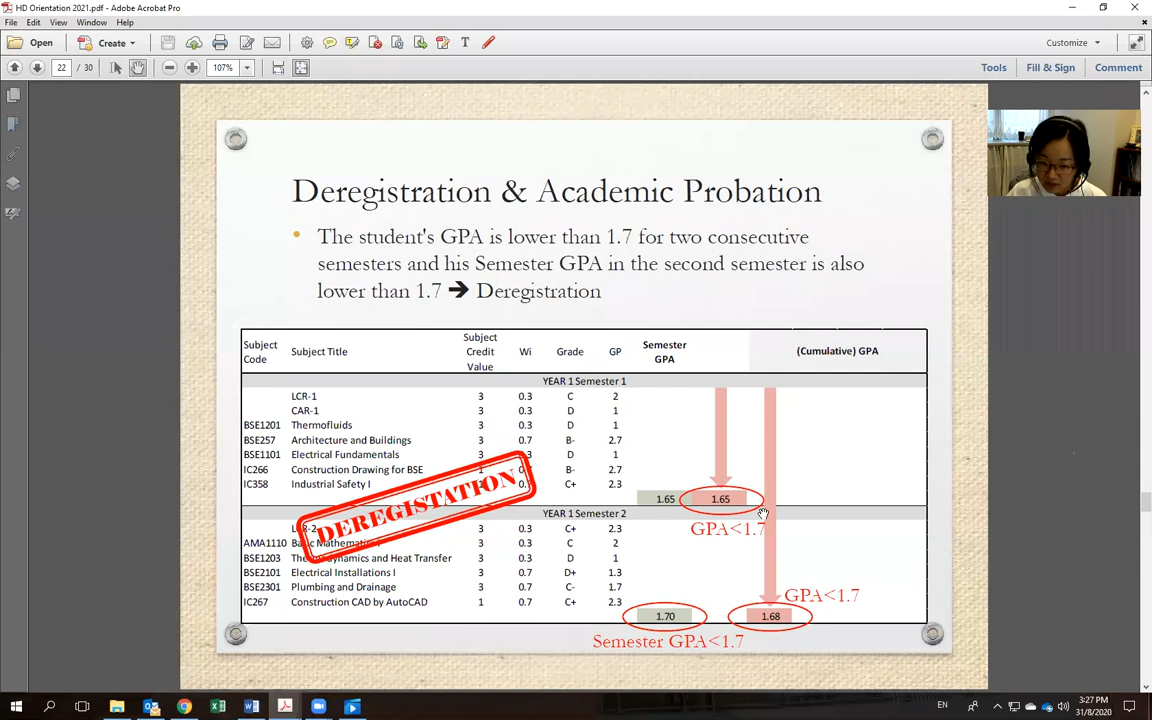 HD Orientation 2021.pdf - Adobe Acrobat Pro
File Edit View Window Help
Open Create Customize
22 / 30 107% Tools Fill & Sign Comment
Deregistration & Academic Probation
• The student's GPA is lower than 1.7 for two consecutive
semesters and his Semester GPA in the second semester is also
lower than 1.7 ➔ Deregistration
Subject Code Subject Title Subject Credit Value Wi Grade GP Semester GPA (Cumulative) GPA
YEAR 1 Semester 1
LCR-1 3 0.3 C 2
CAR-1 3 0.3 D 1
BSE1201 Thermofluids 3 0.3 D 1
BSE257 Architecture and Buildings 3 0.7 B- 2.7
BSE1101 Electrical Fundamentals 3 D 1
IC266 Construction Drawing for BSE B- 2.7
IC358 Industrial Safety I C+ 2.3
1.65 1.65
DEREGISTATION
GPA<1.7
YEAR 1 Semester 2
3 0.3 C+ 2.3
AMA1110 3 0.3 C 2
BSE1203 and Heat Transfer 3 0.3 D 1
BSE2101 Electrical Installations I 3 0.7 D+ 1.3
BSE2301 Plumbing and Drainage 3 0.7 C- 1.7
IC267 Construction CAD by AutoCAD 1 0.7 C+ 2.3
GPA<1.7
1.70 1.68
Semester GPA<1.7
EN 3:27 PM
31/8/2020